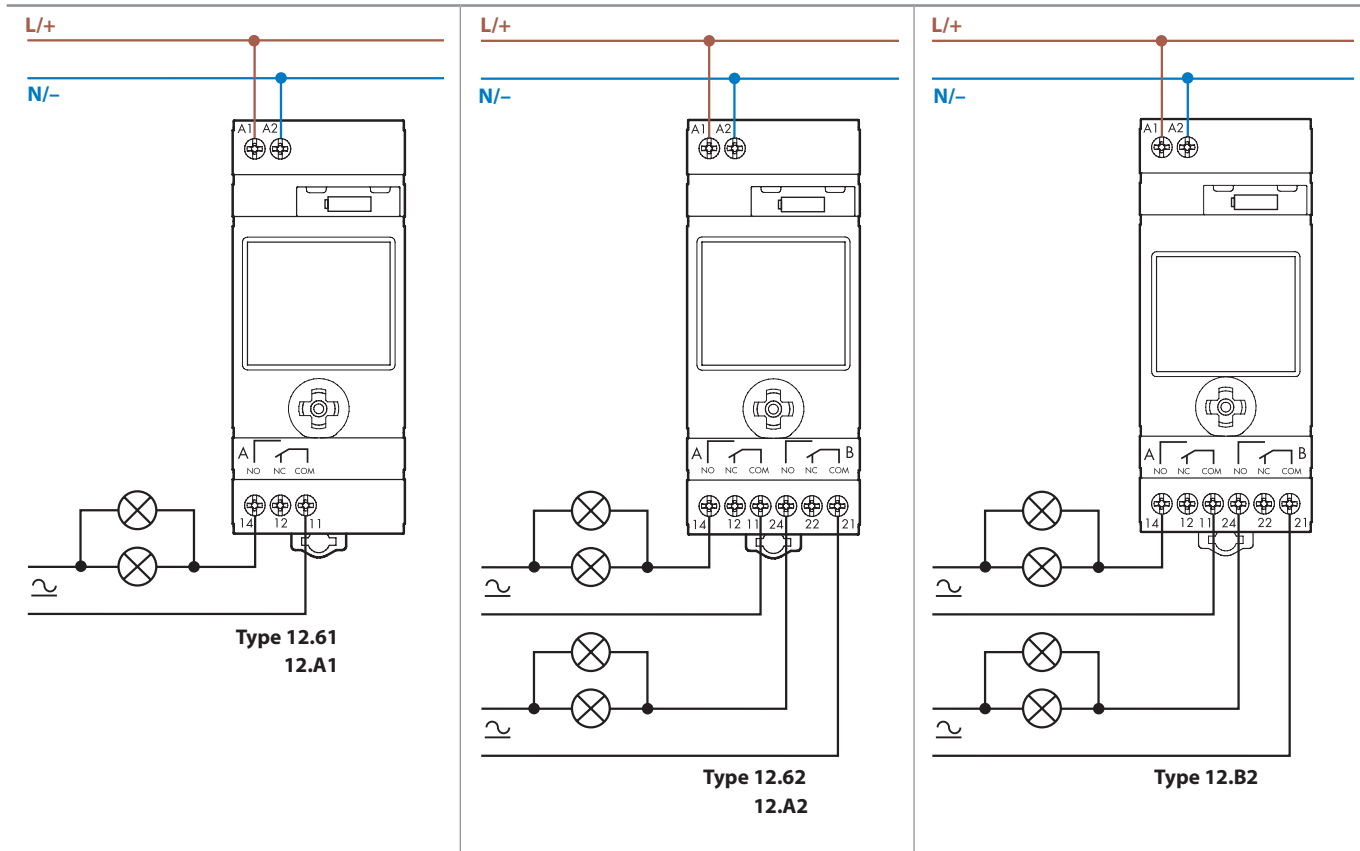 L/+
N/–
A1 A2
A
NO NC COM
14 12 11
Type 12.61
12.A1
L/+
N/–
A1 A2
A B
NO NC COM NO NC COM
14 12 11 24 22 21
Type 12.62
12.A2
L/+
N/–
A1 A2
A B
NO NC COM NO NC COM
14 12 11 24 22 21
Type 12.B2